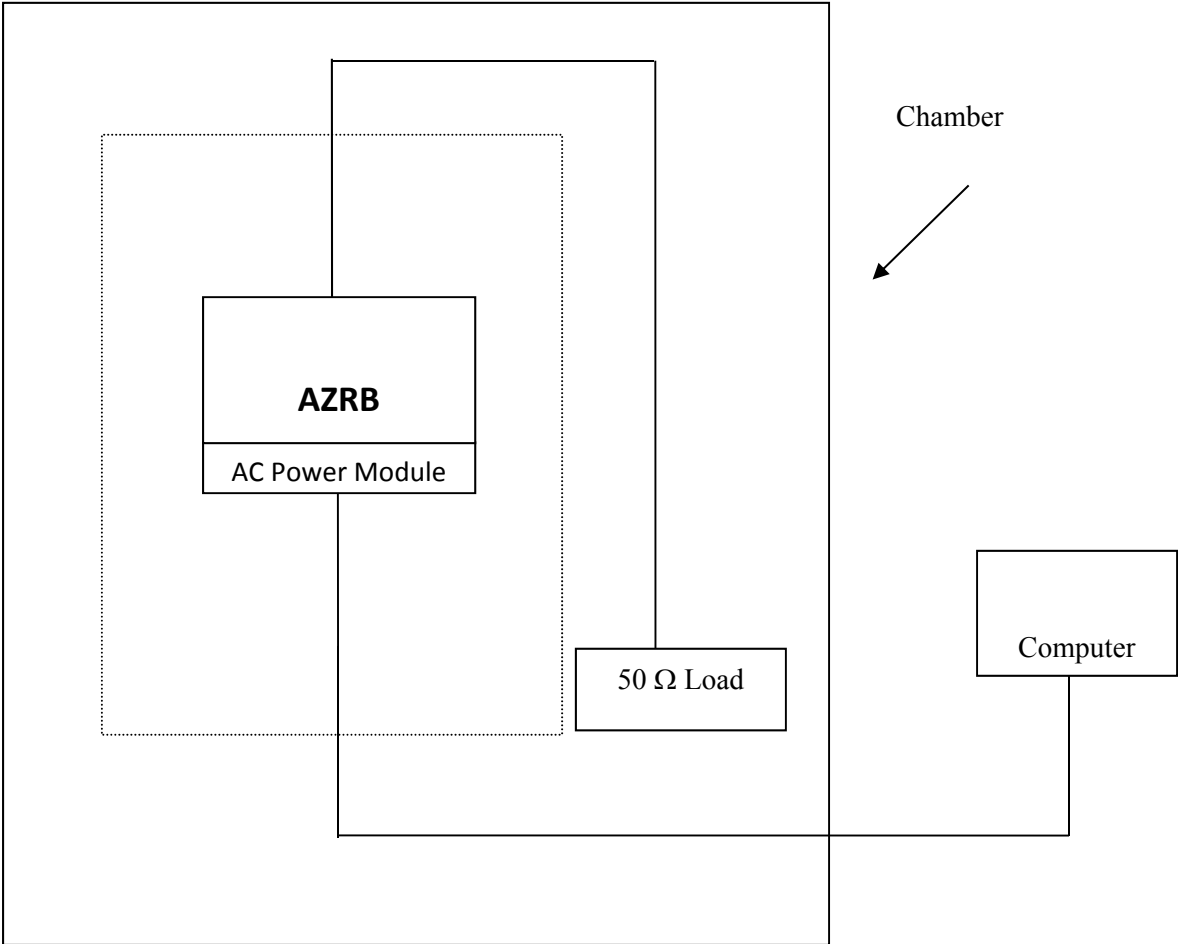 Chamber
AZRB
AC Power Module
50 Ω Load
Computer